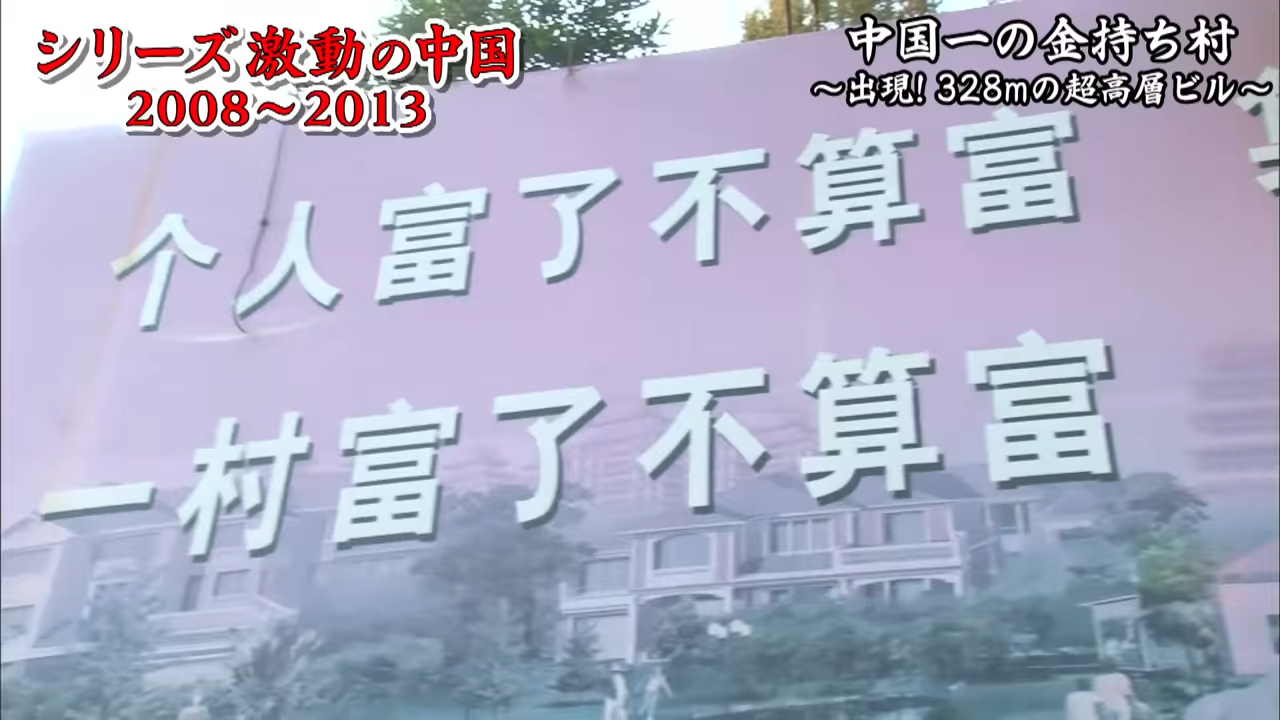 シリーズ激動の中国
2008～2013
中国一の金持ち村
～出現！328mの超高層ビル～
个人富了不算富
一村富了不算富